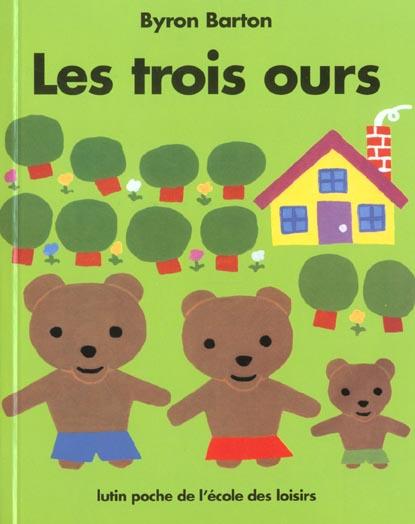 Byron Barton
Les trois ours
lutin poche de l'école des loisirs